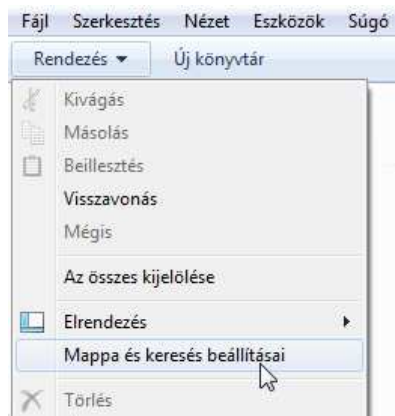 Fájl Szerkesztés Nézet Eszközök Súgó
Rendezés Új könyvtár
Kivágás
Másolás
Beillesztés
Visszavonás
Mégis
Az összes kijelölése
Elrendezés
Mappa és keresés beállításai
Törlés